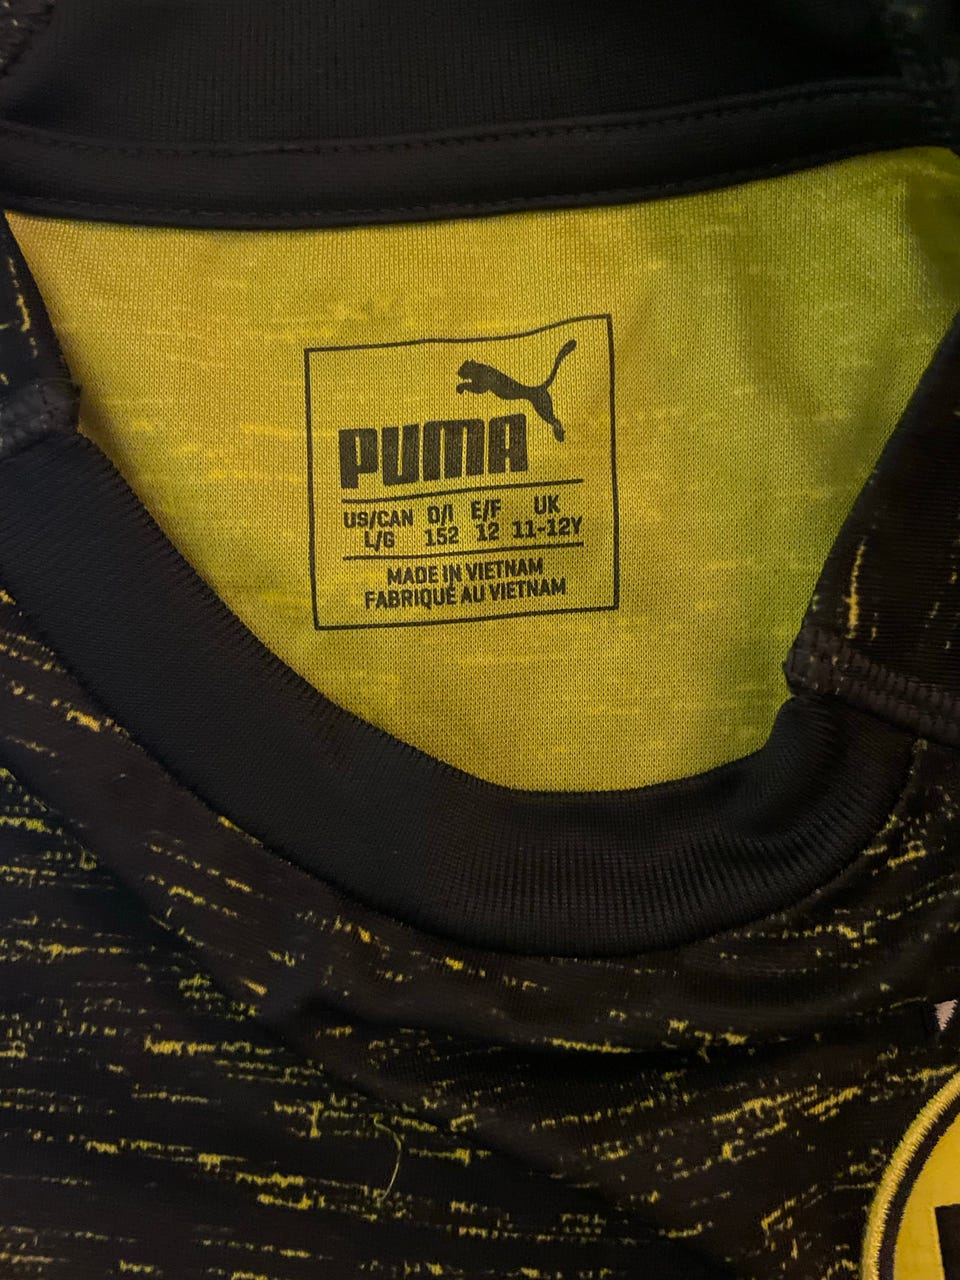 PUMA
US/CAN D/I E/F UK
L/G 152 12 11-12Y
MADE IN VIETNAM
FABRIQUÉ AU VIETNAM